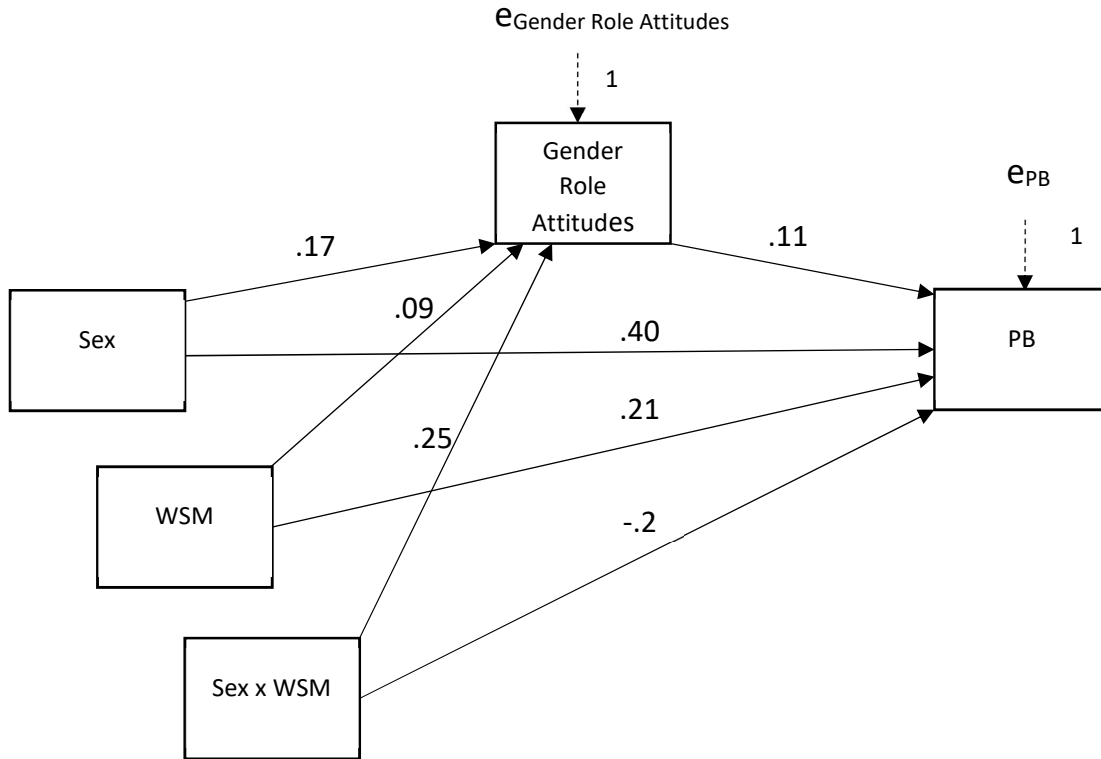 eGender Role Attitudes
1
Gender
Role
Attitudes
ePB
1
.17
.11
.09
Sex
.40
PB
.21
.25
WSM
-.2
Sex x WSM